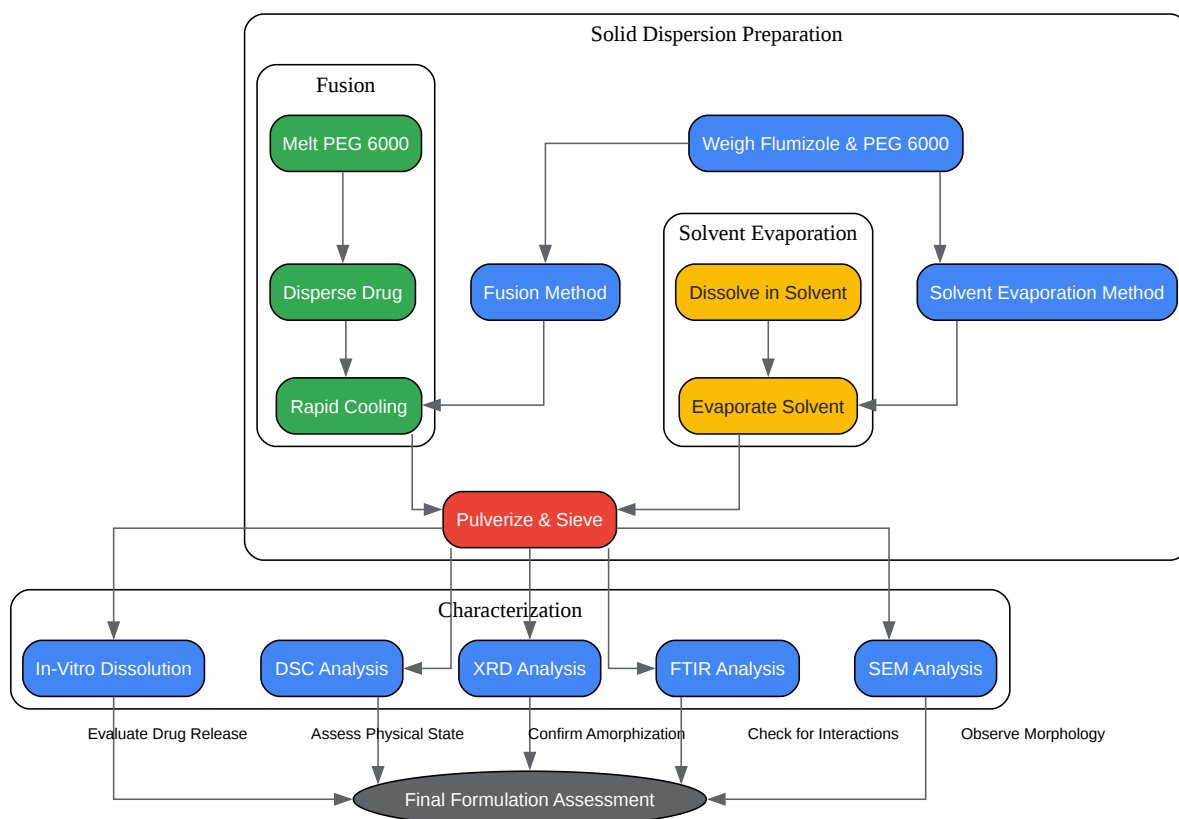 Solid Dispersion Preparation
Fusion
Melt PEG 6000
Weigh Flumizole & PEG 6000
Solvent Evaporation
Disperse Drug
Fusion Method
Dissolve in Solvent
Solvent Evaporation Method
Rapid Cooling
Evaporate Solvent
Pulverize & Sieve
Characterization
In-Vitro Dissolution
DSC Analysis
XRD Analysis
FTIR Analysis
SEM Analysis
Evaluate Drug Release
Assess Physical State
Confirm Amorphization
Check for Interactions
Observe Morphology
Final Formulation Assessment